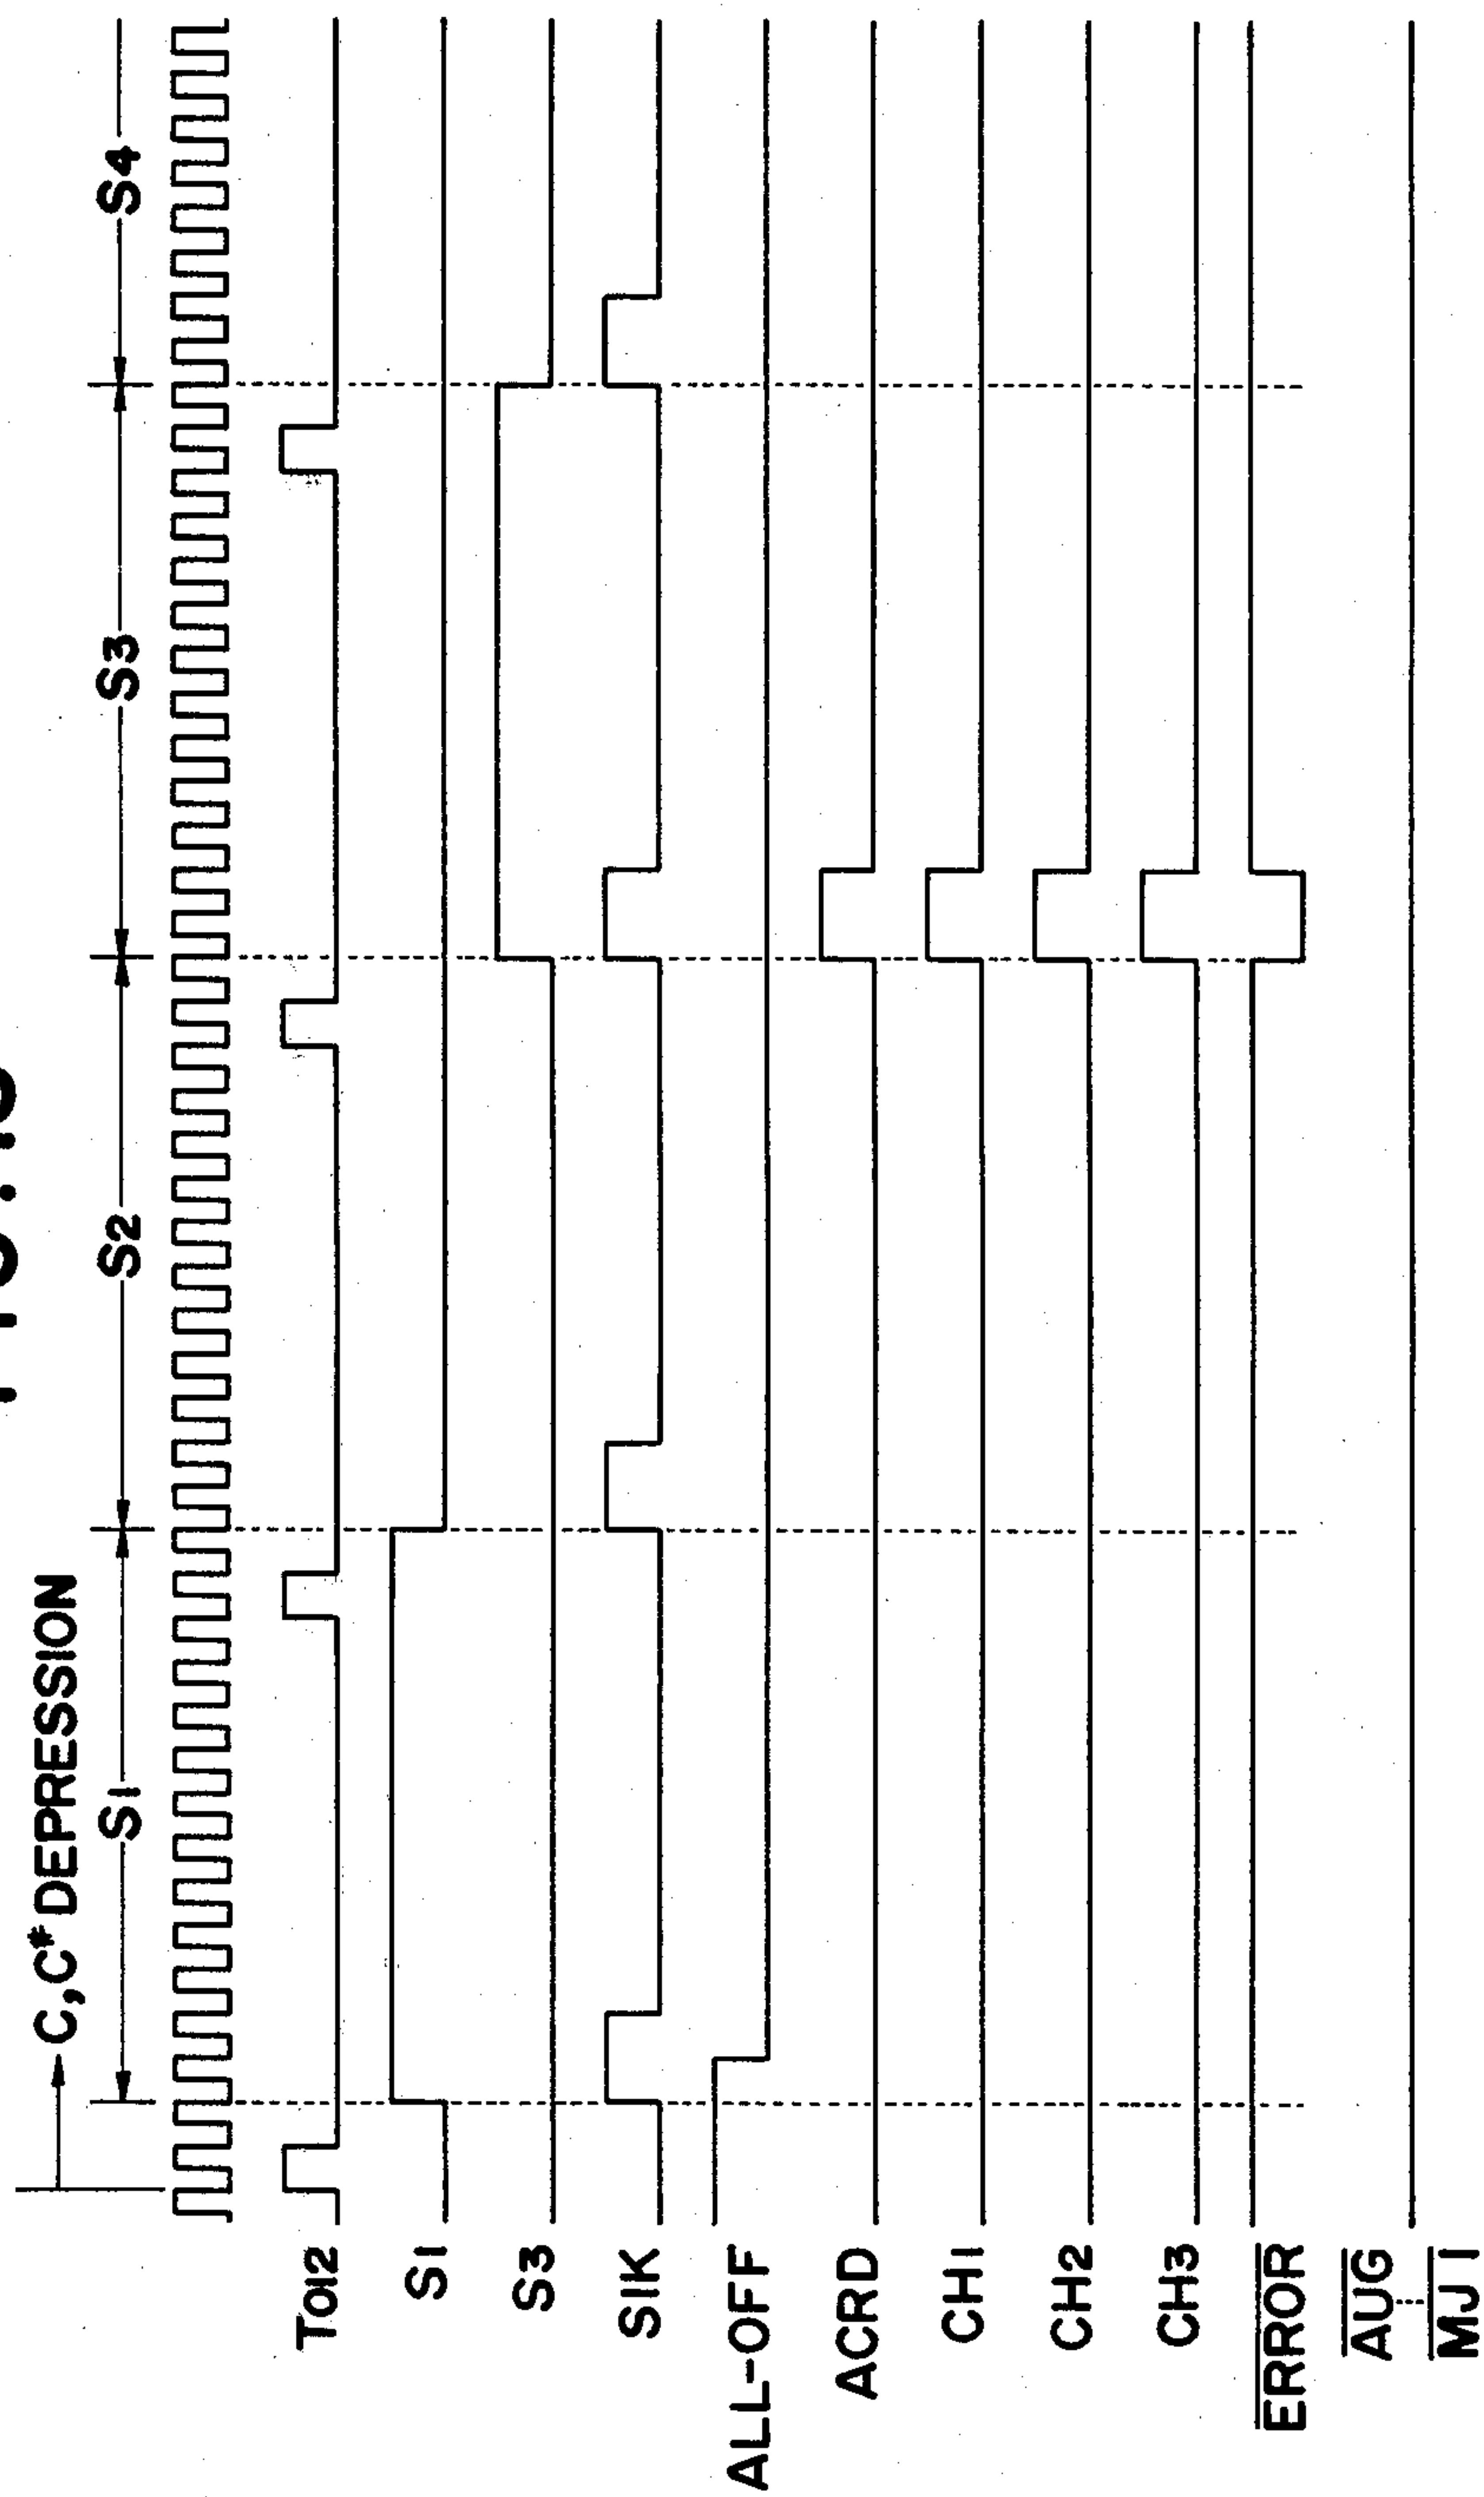 C,C# DEPRESSION
S1 S2 S3 S4
T012
S1
S3
S1K
ALL-OFF
ACRD
CH1
CH2
CH3
ERROR
AUG
MJ1